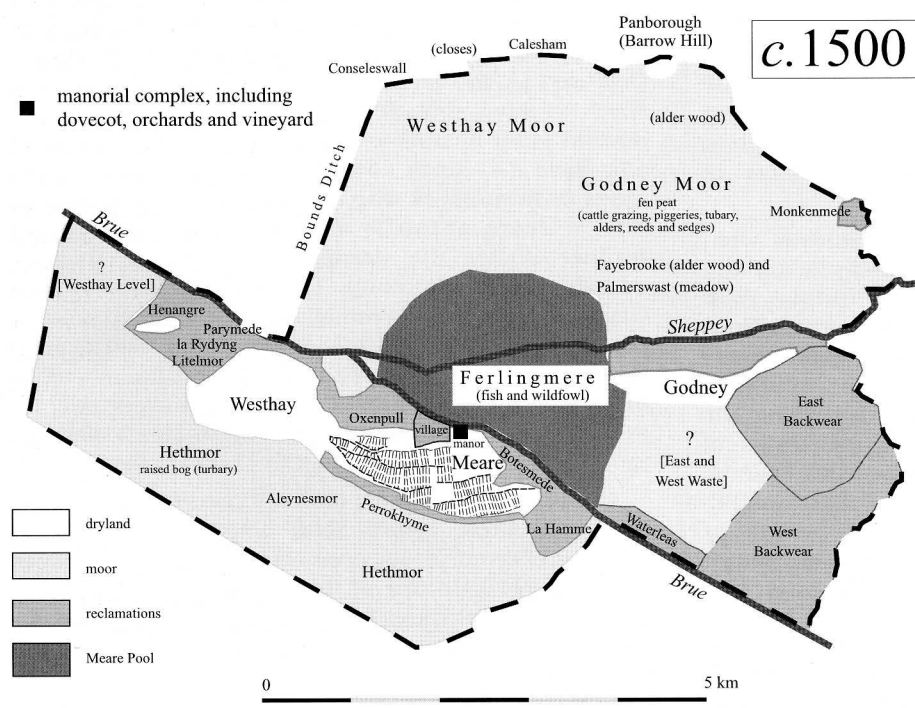 c.1500
Panborough
(Barrow Hill)
(closes)
Calesham
Conseleswall
manorial complex, including
dovecot, orchards and vineyard
Westhay Moor
(alder wood)
Bounds Ditch
Godney Moor
fen peat
(cattle grazing, piggeries, tubary,
alders, reeds and sedges)
Monkenmede
Brue
?
[Westhay Level]
Fayebrooke (alder wood) and
Palmerswast (meadow)
Henangre
Parymede
la Rydyng
Litelmor
Sheppey
Ferlingmere
(fish and wildfowl)
Godney
Westhay
Oxenpull
village
manor
Meare
Botesmede
East
Backwear
?
[East and
West Waste]
Hethmor
raised bog (turbary)
Aleynesmor
Perrokhyme
La Hamme
Waterleas
West
Backwear
Hethmor
Brue
dryland
moor
reclamations
Meare Pool
0
5 km